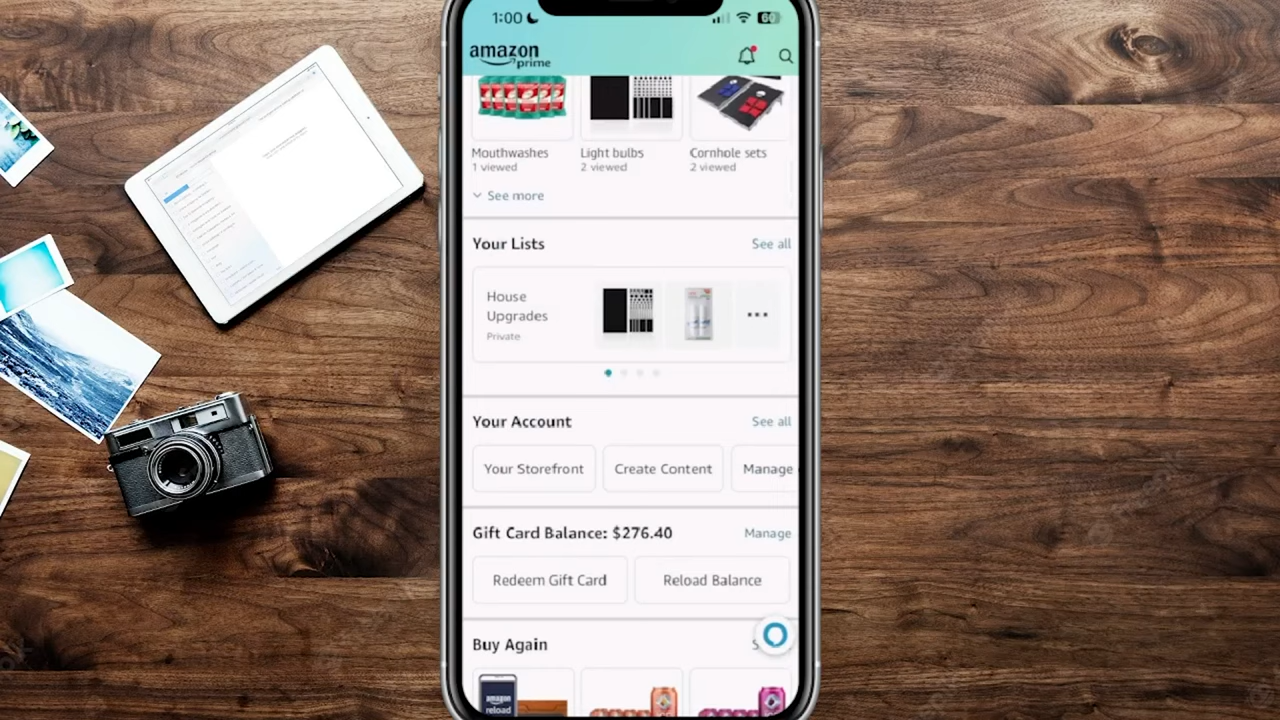 1:00
60
amazon
prime
Mouthwashes
1 viewed
Light bulbs
2 viewed
Cornhole sets
2 viewed
See more
Your Lists
See all
House
Upgrades
Private
...
Your Account
See all
Your Storefront
Create Content
Manage
Gift Card Balance: $276.40
Manage
Redeem Gift Card
Reload Balance
Buy Again
S
amazon
reload